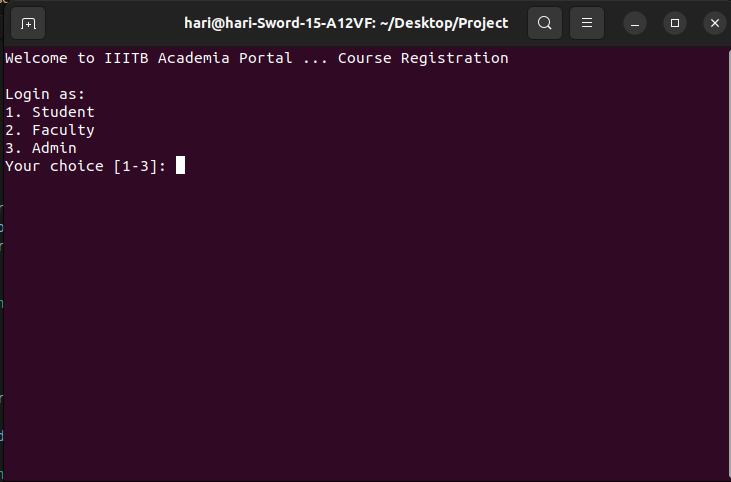 hari@hari-Sword-15-A12VF: ~/Desktop/Project
Welcome to IIITB Academia Portal ... Course Registration
Login as:
1. Student
2. Faculty
3. Admin
Your choice [1-3]: